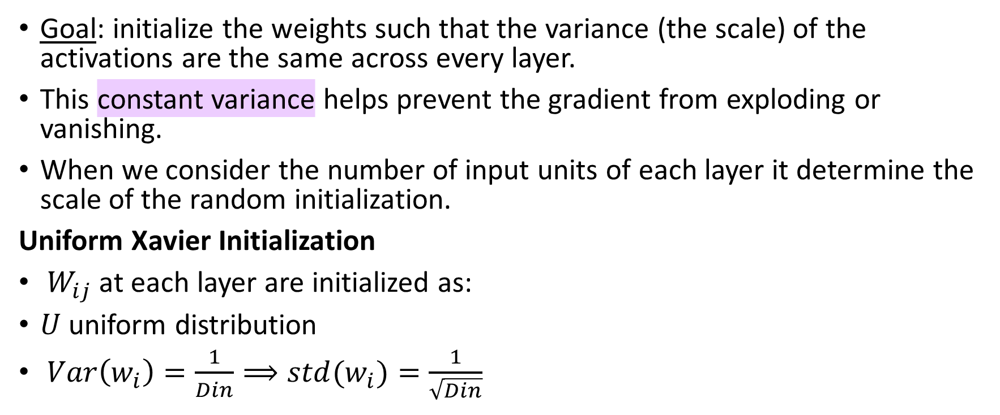 • Goal: initialize the weights such that the variance (the scale) of the
activations are the same across every layer.
• This constant variance helps prevent the gradient from exploding or
vanishing.
• When we consider the number of input units of each layer it determine the
scale of the random initialization.
Uniform Xavier Initialization
• $W_{ij}$ at each layer are initialized as:
• $U$ uniform distribution
• $Var(w_i) = \frac{1}{Din} \Longrightarrow std(w_i) = \frac{1}{\sqrt{Din}}$